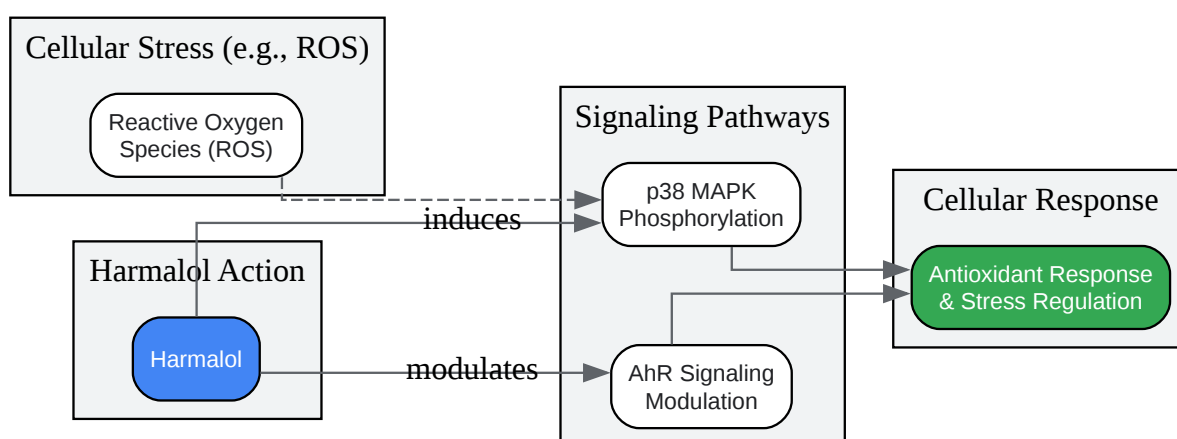 Cellular Stress (e.g., ROS)
Reactive Oxygen
Species (ROS)
Harmalol Action
Harmalol
induces
modulates
Signaling Pathways
p38 MAPK
Phosphorylation
AhR Signaling
Modulation
Cellular Response
Antioxidant Response
& Stress Regulation